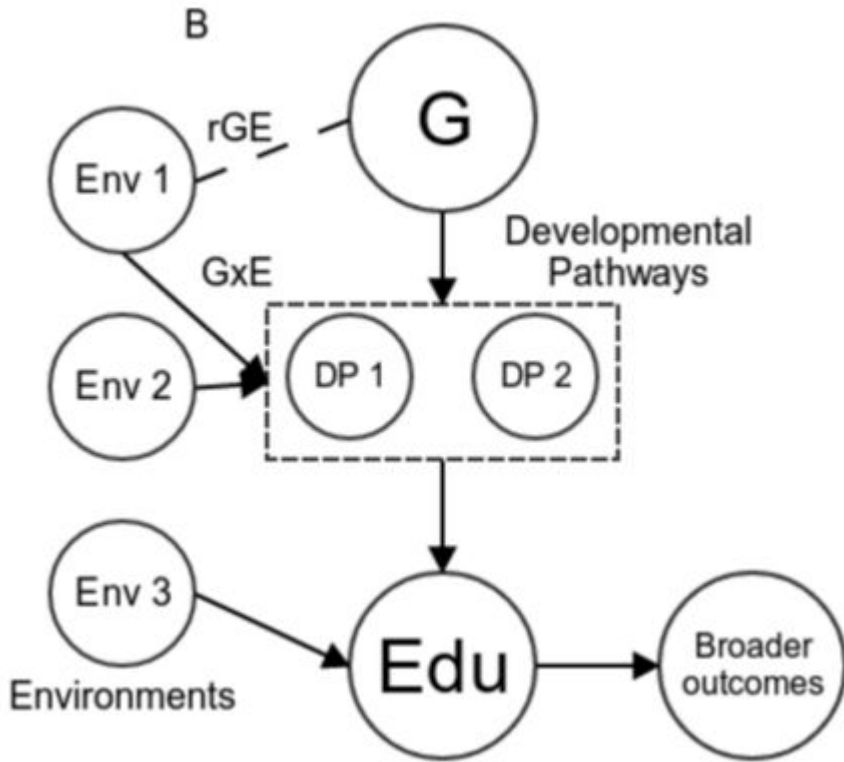 B
G
rGE
Env 1
Developmental
Pathways
GxE
DP 1
DP 2
Env 2
Env 3
Edu
Broader
outcomes
Environments